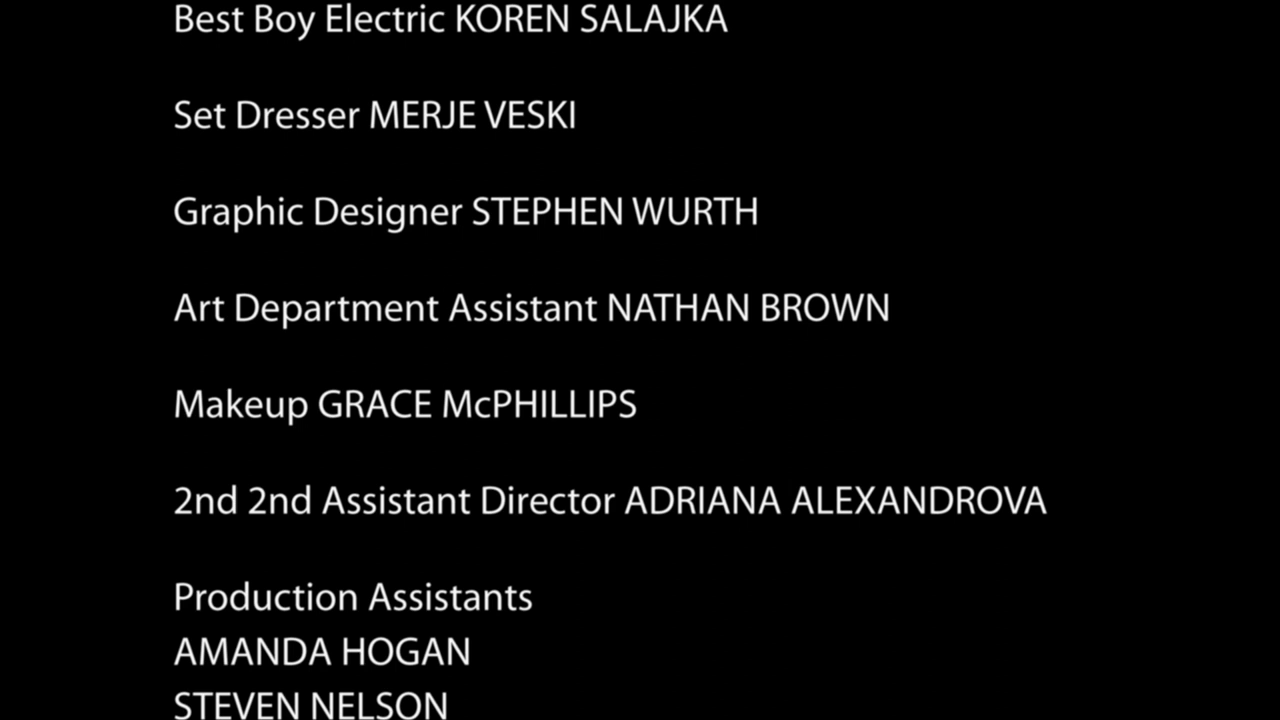 Best Boy Electric KOREN SALAJKA
Set Dresser MERJE VESKI
Graphic Designer STEPHEN WURTH
Art Department Assistant NATHAN BROWN
Makeup GRACE McPHILLIPS
2nd 2nd Assistant Director ADRIANA ALEXANDROVA
Production Assistants
AMANDA HOGAN
STEVEN NELSON